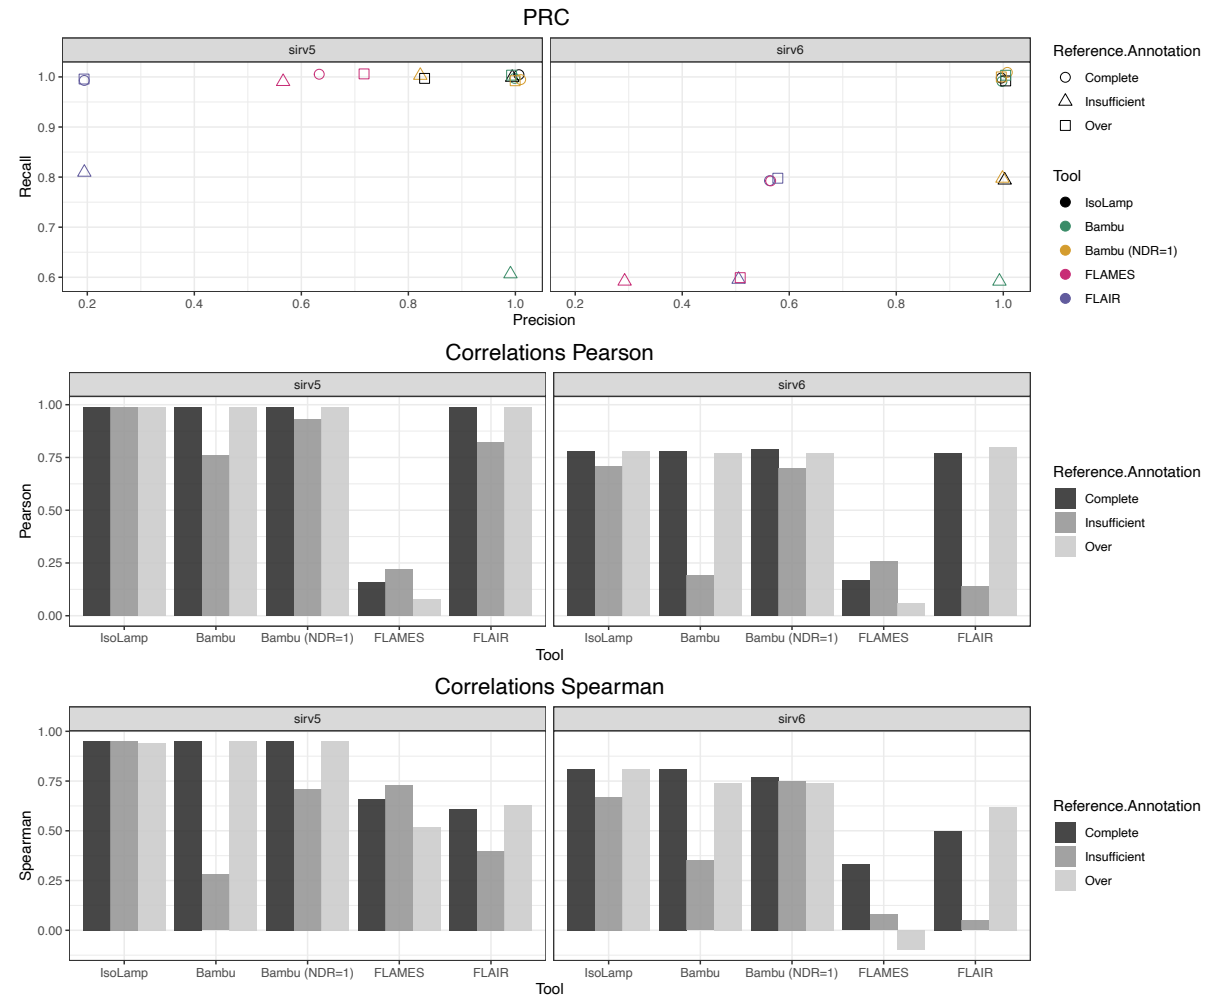 PRC
sirv5
sirv6
Recall
1.0
0.9
0.8
0.7
0.6
0.2
0.4
0.6
0.8
1.0
0.2
0.4
0.6
0.8
1.0
Precision
Reference.Annotation
Complete
Insufficient
Over
Tool
IsoLamp
Bambu
Bambu (NDR=1)
FLAMES
FLAIR
Correlations Pearson
sirv5
sirv6
Pearson
1.00
0.75
0.50
0.25
0.00
IsoLamp
Bambu
Bambu (NDR=1)
FLAMES
FLAIR
IsoLamp
Bambu
Bambu (NDR=1)
FLAMES
FLAIR
Tool
Reference.Annotation
Complete
Insufficient
Over
Correlations Spearman
sirv5
sirv6
Spearman
1.00
0.75
0.50
0.25
0.00
IsoLamp
Bambu
Bambu (NDR=1)
FLAMES
FLAIR
IsoLamp
Bambu
Bambu (NDR=1)
FLAMES
FLAIR
Tool
Reference.Annotation
Complete
Insufficient
Over